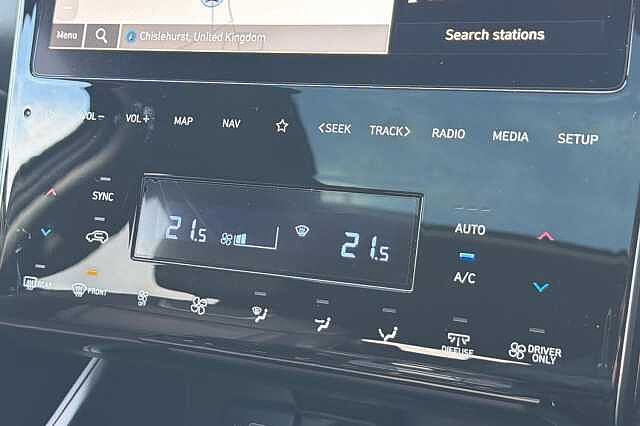 Menu
Chislehurst, United Kingdom
Search stations
VOL−
VOL+
MAP
NAV
<SEEK
TRACK>
RADIO
MEDIA
SETUP
SYNC
21.5
21.5
AUTO
A/C
REAR
FRONT
OFF
DIFFUSE
DRIVER
ONLY